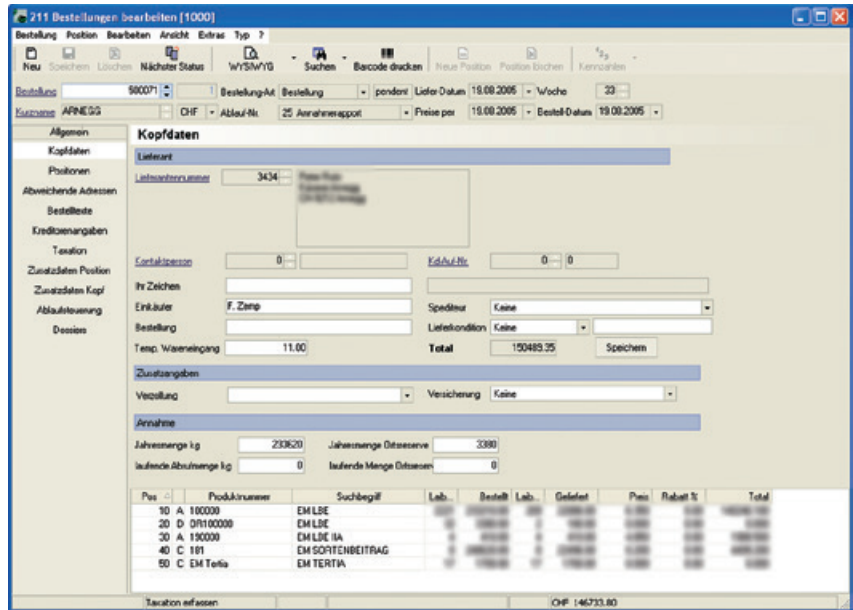 211 Bestellungen bearbeiten [1000]
Bestellung Position Bearbeiten Ansicht Extras Typ ?
Neu Speichern Löschen Nächster Status WYSIWYG Suchen Barcode drucken Neue Position Position löschen Kennzahlen
Bestellung 500071 1 Bestellung-Art Bestellung pendent Liefer-Datum 19.08.2005 Woche 33
Kurzname ARNEGG CHF Ablauf-Nr. 25 Annahmerapport Preise per 19.08.2005 Bestell-Datum 19.08.2005
Allgemein
Kopfdaten
Positionen
Abweichende Adressen
Bestelltexte
Kreditorenangaben
Taxation
Zusatzdaten Position
Zusatzdaten Kopf
Ablaufsteuerung
Dossiers
Kopfdaten
Lieferant
Lieferantennummer 3434
Kontaktperson 0 Kd-Auf-Nr. 0 0
Ihr Zeichen
Einkäufer F. Zemp Spediteur Keine
Bestellung Lieferkondition Keine
Temp. Wareneingang 11.00 Total 150489.35 Speichern
Zusatzangaben
Verzollung Versicherung Keine
Annahme
Jahresmenge kg 233620 Jahresmenge Ortsreserve 3380
laufende Abrufmenge kg 0 laufende Menge Ortsreserv 0
Pos Produktnummer Suchbegriff Lab... Bestellt Lab... Geliefert Preis Rabatt % Total
10 A 100000 EM LBE
20 D OR100000 EM LBE
30 A 190000 EM LBE IIA
40 C 181 EM SORTENBEITRAG
50 C EM Tertia EM TERTIA
Taxation erfassen CHF 146733.80